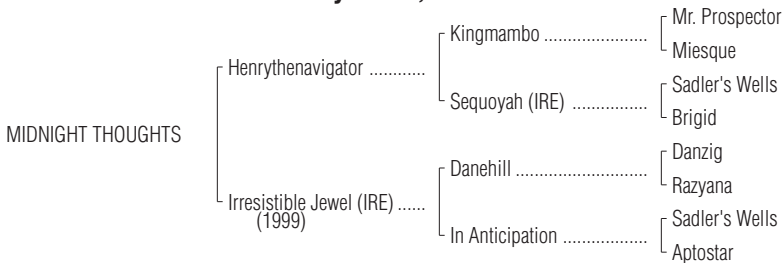 Mr. Prospector
Kingmambo ......................
Miesque
Henrythenavigator ............
Sadler's Wells
Sequoyah (IRE) ................
Brigid
MIDNIGHT THOUGHTS
Danzig
Danehill ............................
Razyana
Irresistible Jewel (IRE) ......
(1999)
Sadler's Wells
In Anticipation ..................
Aptostar